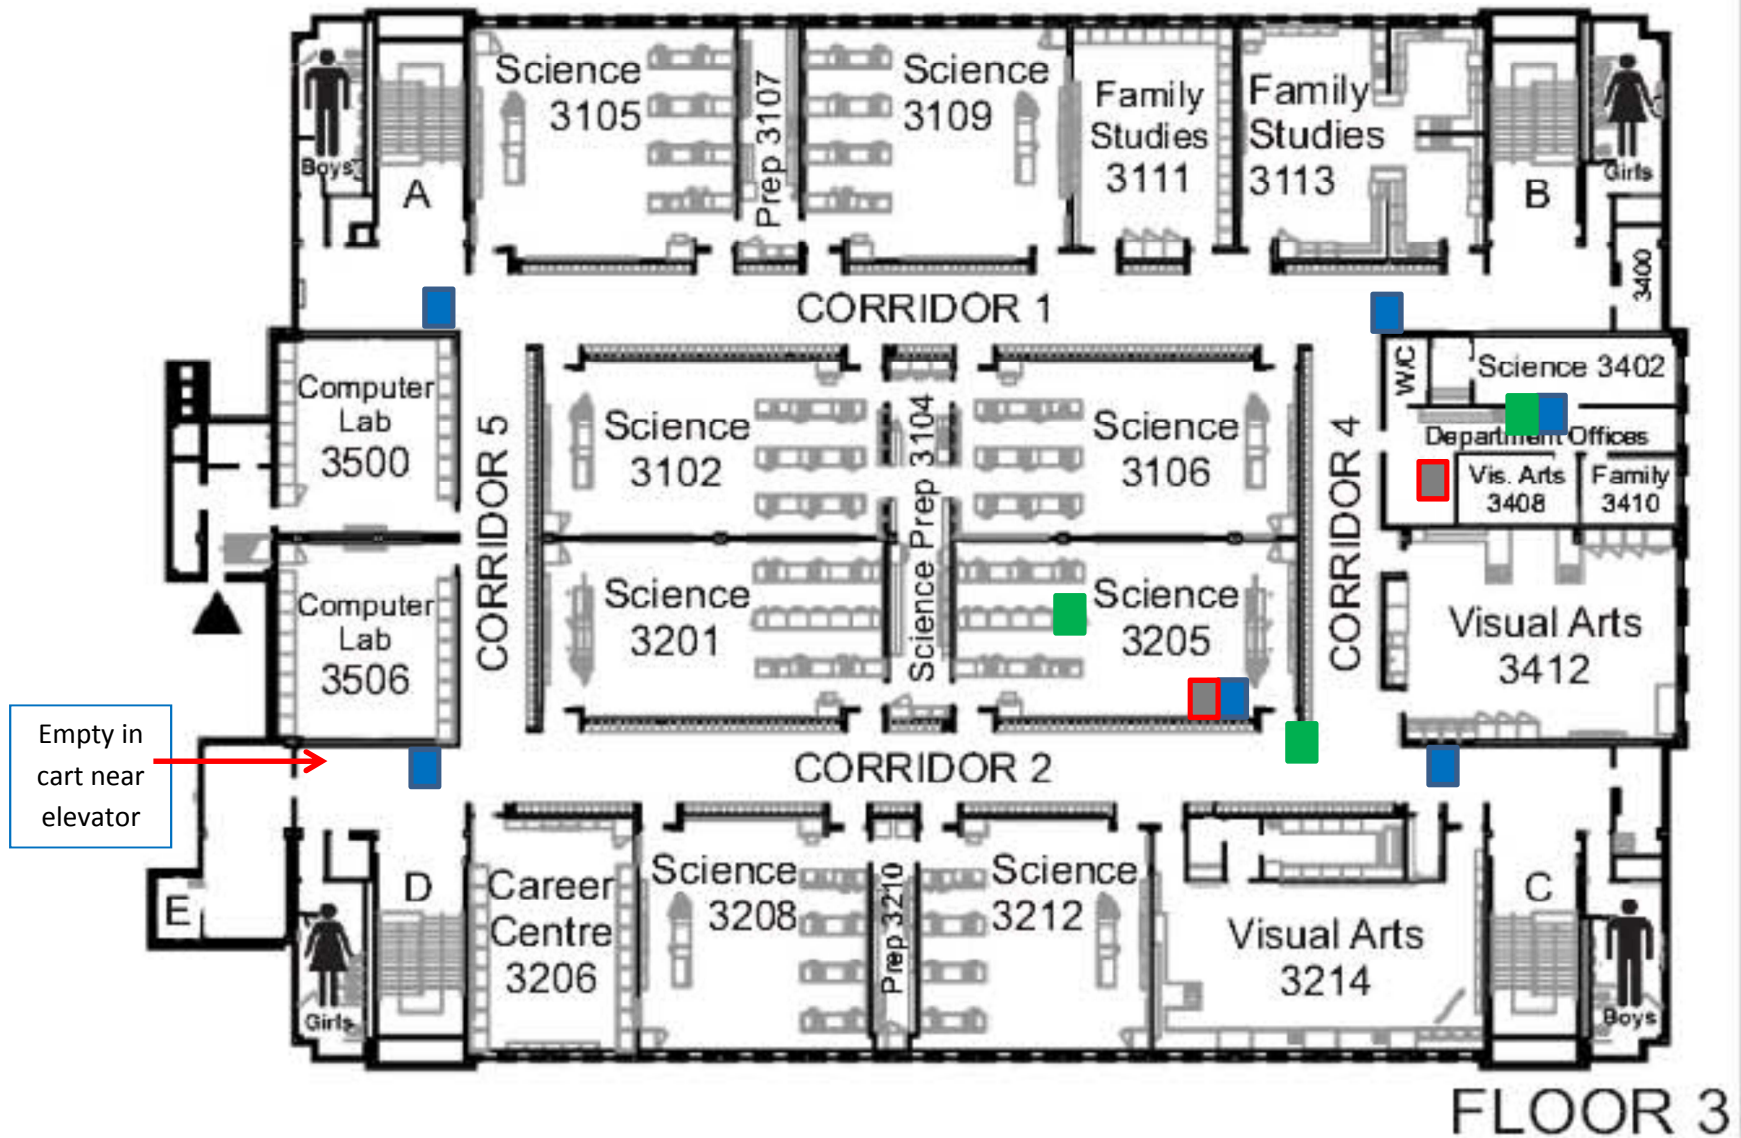 Boys
A
Science
3105
Prep 3107
Science
3109
Family
Studies
3111
Family
Studies
3113
B
Girls
3400
CORRIDOR 1
Computer
Lab
3500
CORRIDOR 5
Science
3102
Science Prep 3104
Science
3106
CORRIDOR 4
W/C
Science 3402
Department Offices
Vis. Arts
3408
Family
3410
Computer
Lab
3506
Science
3201
Science
3205
Visual Arts
3412
Empty in
cart near
elevator
CORRIDOR 2
E
Girls
D
Career
Centre
3206
Science
3208
Prep 3210
Science
3212
Visual Arts
3214
C
Boys
FLOOR 3